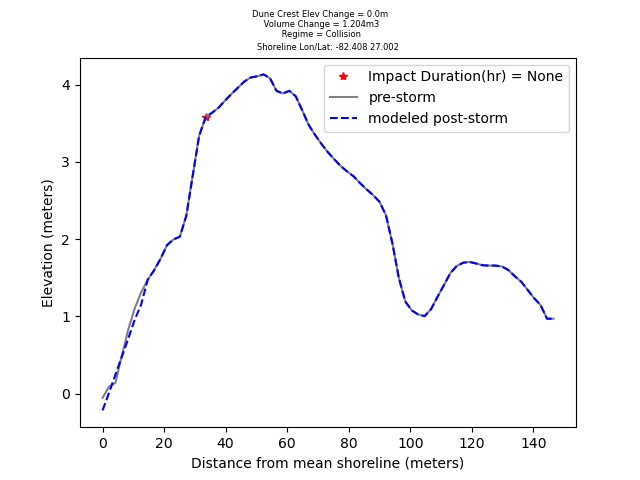 Dune Crest Elev Change = 0.0m
Volume Change = 1.204m3
Regime = Collision
Shoreline Lon/Lat: -82.408 27.002
Impact Duration(hr) = None
pre-storm
modeled post-storm
Elevation (meters)
4
3
2
1
0
0 20 40 60 80 100 120 140
Distance from mean shoreline (meters)